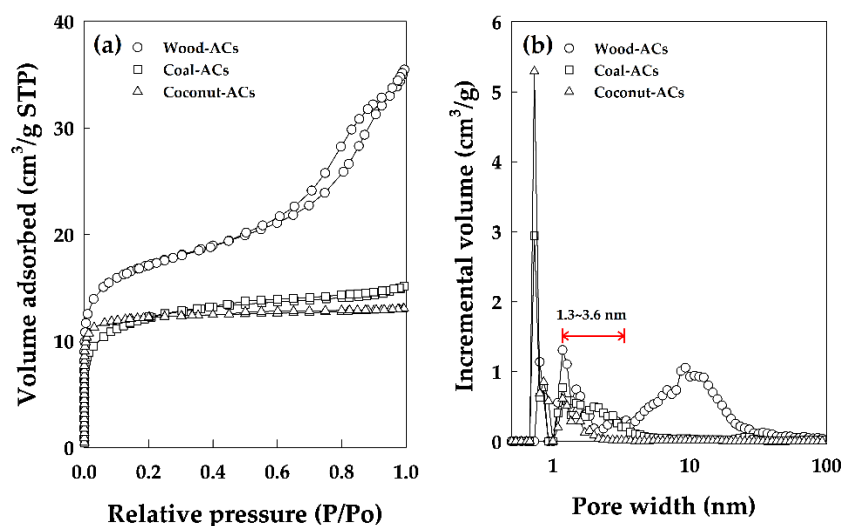 (a)
Wood-ACs
Coal-ACs
Coconut-ACs
Volume adsorbed (cm³/g STP)
40
30
20
10
0
0.0 0.2 0.4 0.6 0.8 1.0
Relative pressure (P/Po)
(b)
Wood-ACs
Coal-ACs
Coconut-ACs
Incremental volume (cm³/g)
6
5
4
3
2
1
0
1.3~3.6 nm
1 10 100
Pore width (nm)